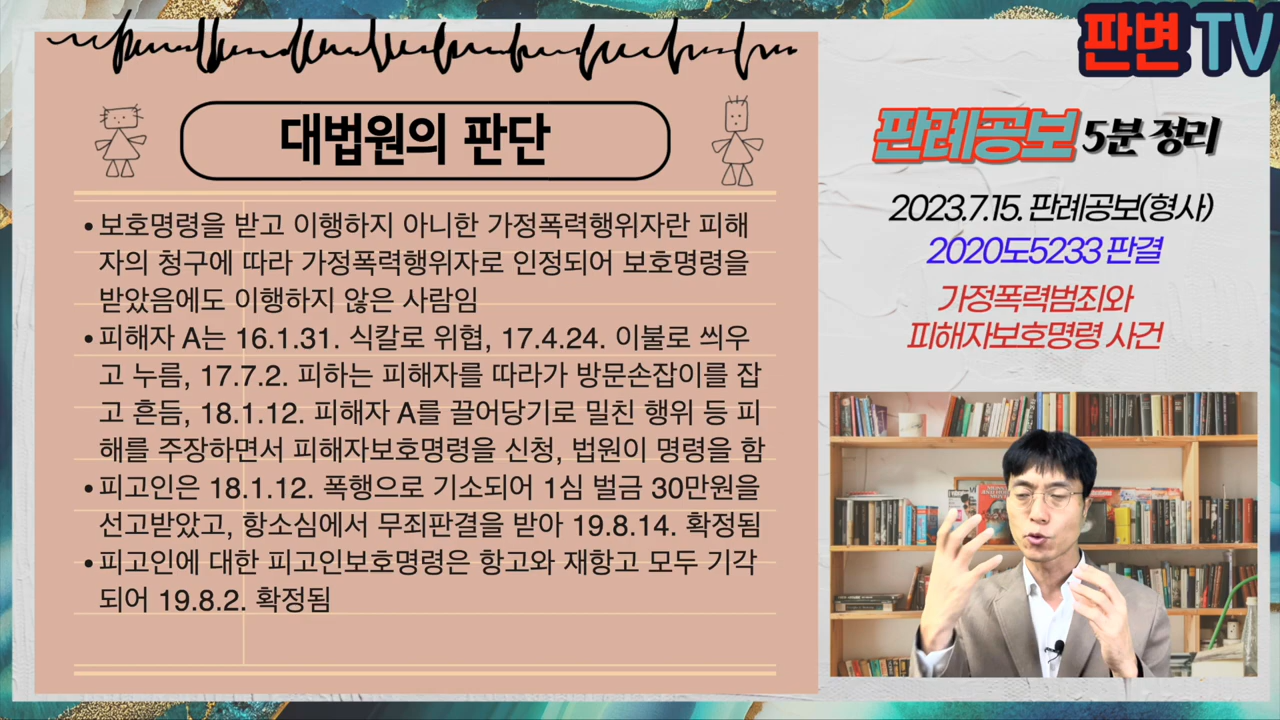 판변 TV
대법원의 판단
• 보호명령을 받고 이행하지 아니한 가정폭력행위자란 피해
자의 청구에 따라 가정폭력행위자로 인정되어 보호명령을
받았음에도 이행하지 않은 사람임
• 피해자 A는 16.1.31. 식칼로 위협, 17.4.24. 이불로 씌우
고 누름, 17.7.2. 피하는 피해자를 따라가 방문손잡이를 잡
고 흔듬, 18.1.12. 피해자 A를 끌어당기로 밀친 행위 등 피
해를 주장하면서 피해자보호명령을 신청, 법원이 명령을 함
• 피고인은 18.1.12. 폭행으로 기소되어 1심 벌금 30만원을
선고받았고, 항소심에서 무죄판결을 받아 19.8.14. 확정됨
• 피고인에 대한 피고인보호명령은 항고와 재항고 모두 기각
되어 19.8.2. 확정됨
판례공보 5분 정리
2023.7.15. 판례공보(형사)
2020도5233 판결
가정폭력범죄와
피해자보호명령 사건